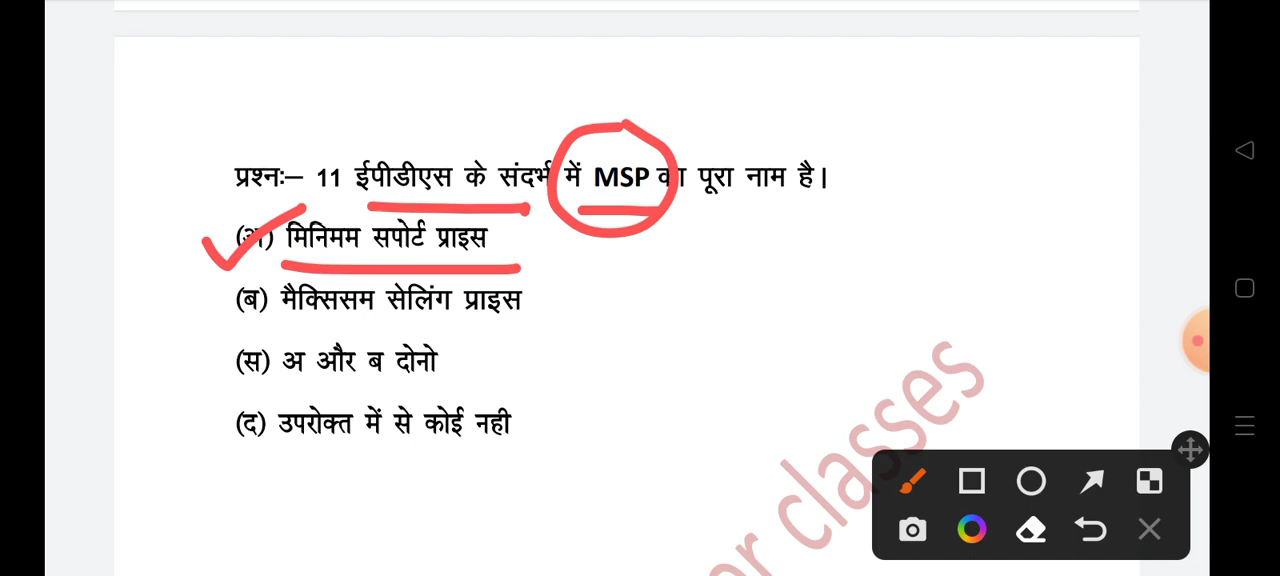 प्रश्नः– 11 ईपीडीएस के संदर्भ में MSP का पूरा नाम है।
(अ) मिनिमम सपोर्ट प्राइस
(ब) मैक्सिसम सेलिंग प्राइस
(स) अ और ब दोनो
(द) उपरोक्त में से कोई नही
classes